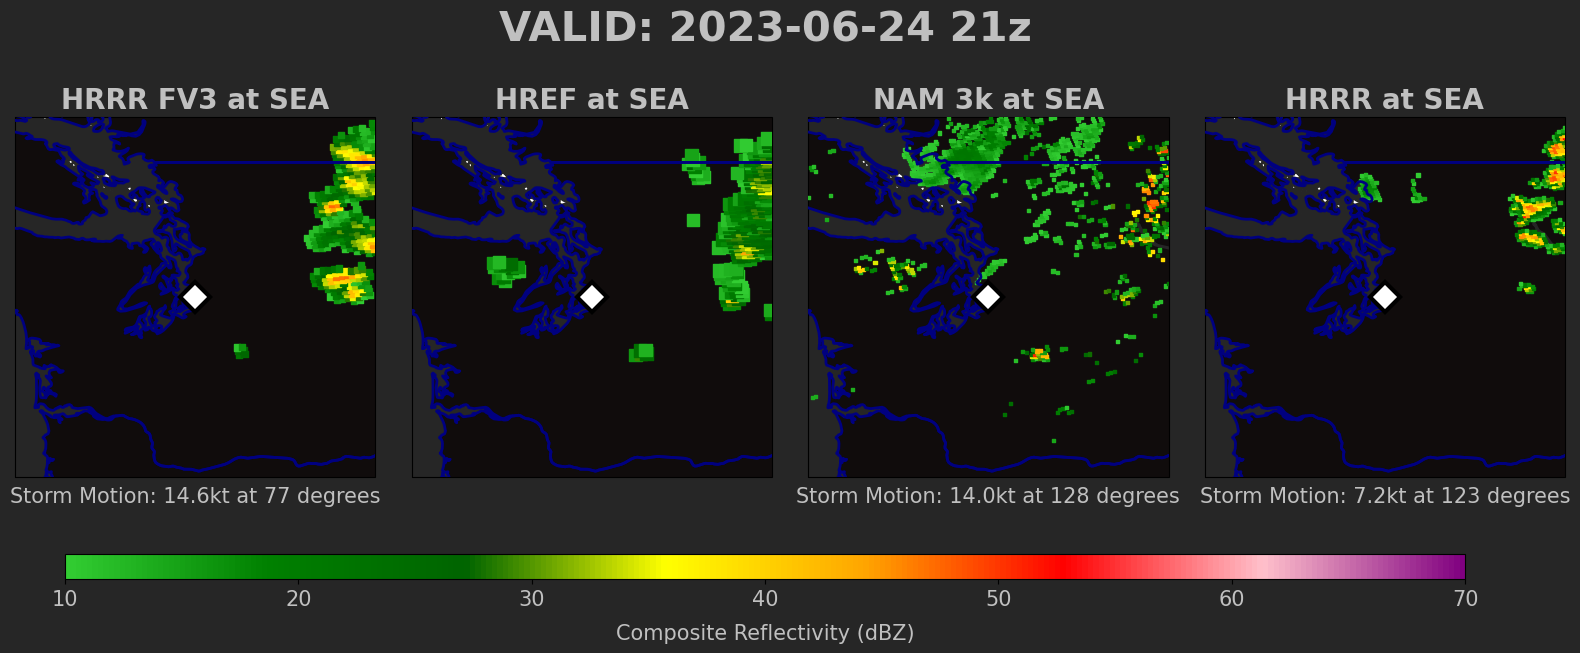 VALID: 2023-06-24 21z
HRRR FV3 at SEA
HREF at SEA
NAM 3k at SEA
HRRR at SEA
Storm Motion: 14.6kt at 77 degrees
Storm Motion: 14.0kt at 128 degrees
Storm Motion: 7.2kt at 123 degrees
10 20 30 40 50 60 70
Composite Reflectivity (dBZ)